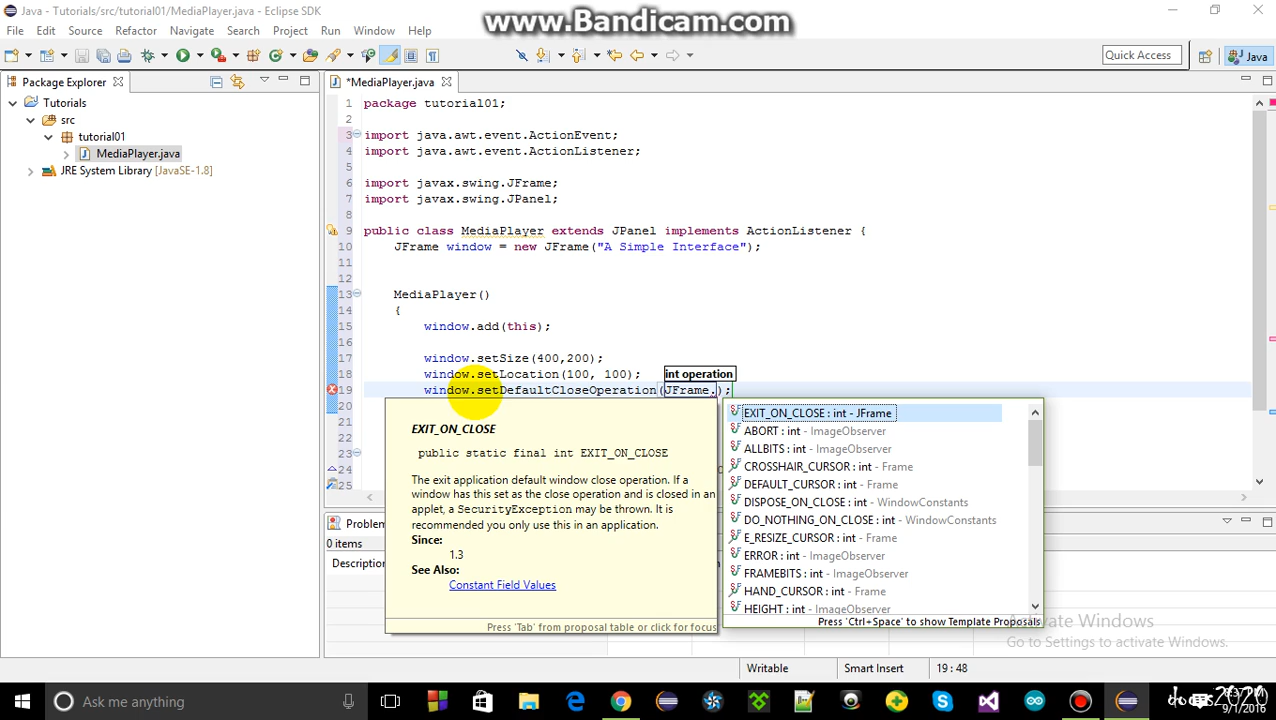 www.Bandicam.com
Java - Tutorials/src/tutorial01/MediaPlayer.java - Eclipse SDK
File Edit Source Refactor Navigate Search Project Run Window Help
Quick Access
Java
Package Explorer
*MediaPlayer.java
Tutorials
src
tutorial01
MediaPlayer.java
JRE System Library [JavaSE-1.8]
1 package tutorial01;
2
3 import java.awt.event.ActionEvent;
4 import java.awt.event.ActionListener;
5
6 import javax.swing.JFrame;
7 import javax.swing.JPanel;
8
9 public class MediaPlayer extends JPanel implements ActionListener {
10 JFrame window = new JFrame("A Simple Interface");
11
12
13 MediaPlayer()
14 {
15 window.add(this);
16
17 window.setSize(400,200);
18 window.setLocation(100, 100);
int operation
19 window.setDefaultCloseOperation(JFrame.);
20
21
22
23
24
25
EXIT_ON_CLOSE
public static final int EXIT_ON_CLOSE
The exit application default window close operation. If a
window has this set as the close operation and is closed in an
applet, a SecurityException may be thrown. It is
recommended you only use this in an application.
Since:
1.3
See Also:
Constant Field Values
Press 'Tab' from proposal table or click for focus
EXIT_ON_CLOSE : int - JFrame
ABORT : int - ImageObserver
ALLBITS : int - ImageObserver
CROSSHAIR_CURSOR : int - Frame
DEFAULT_CURSOR : int - Frame
DISPOSE_ON_CLOSE : int - WindowConstants
DO_NOTHING_ON_CLOSE : int - WindowConstants
E_RESIZE_CURSOR : int - Frame
ERROR : int - ImageObserver
FRAMEBITS : int - ImageObserver
HAND_CURSOR : int - Frame
HEIGHT : int - ImageObserver
Press 'Ctrl+Space' to show Template Proposals
Problem
0 items
Description
Activate Windows
Go to Settings to activate Windows.
Writable
Smart Insert
19 : 48
Ask me anything
9/1/2016